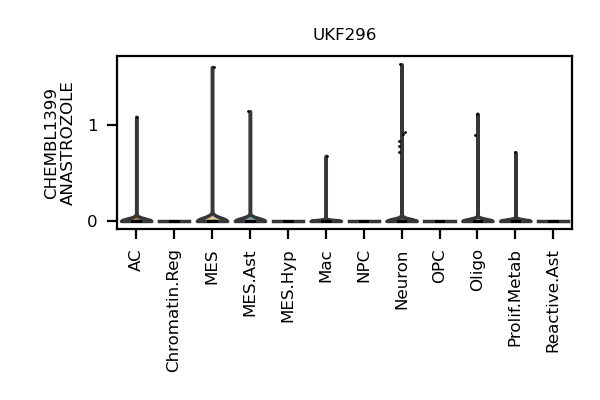 UKF296
CHEMBL1399
ANASTROZOLE
1
0
AC
Chromatin.Reg
MES
MES.Ast
MES.Hyp
Mac
NPC
Neuron
OPC
Oligo
Prolif.Metab
Reactive.Ast